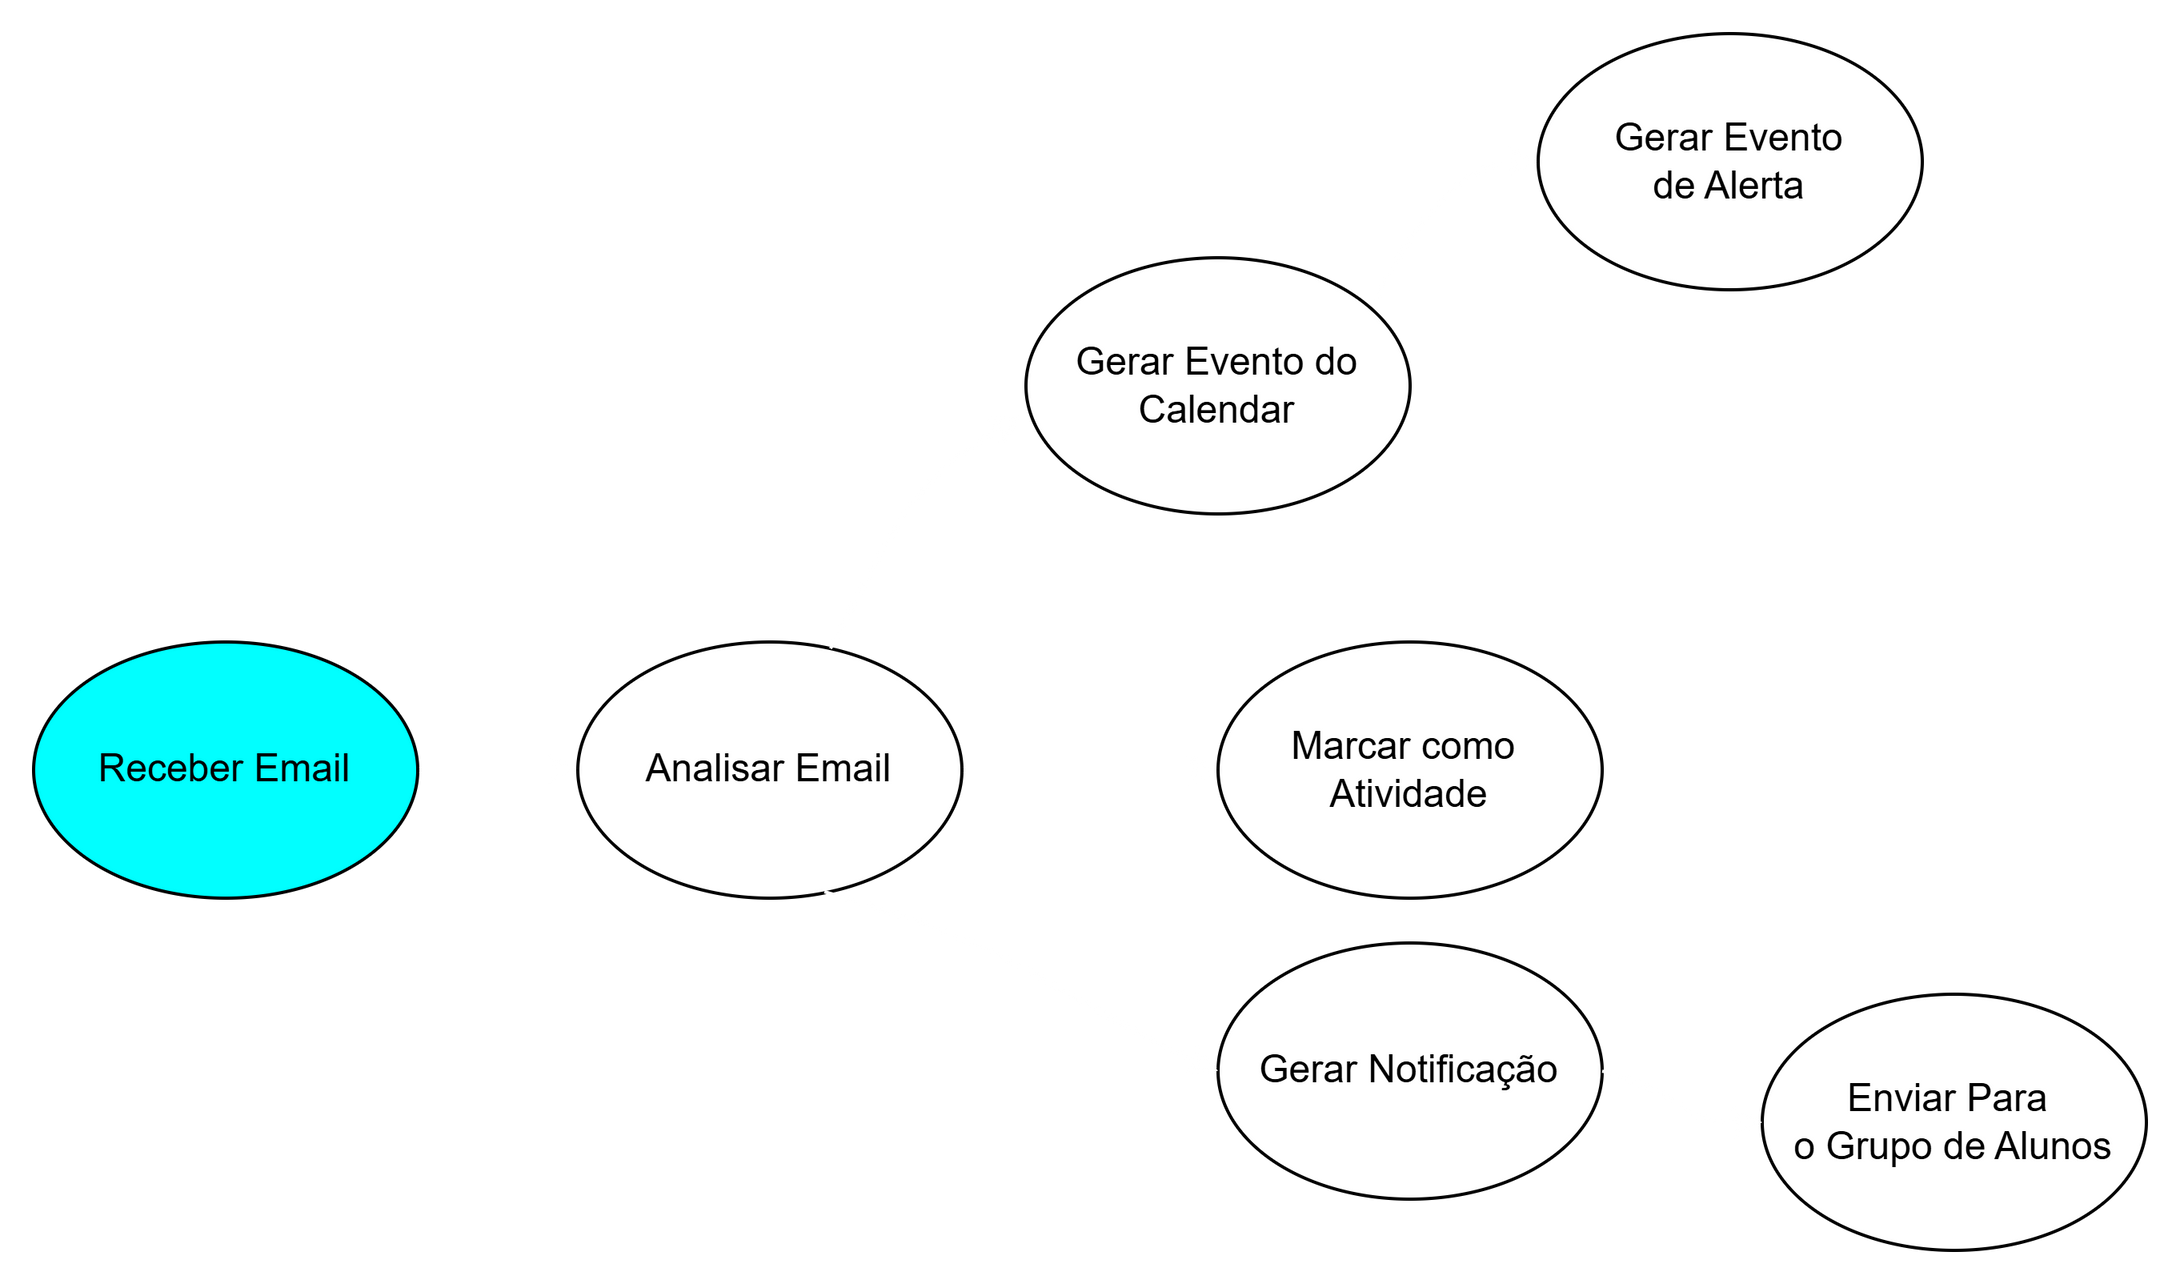 Gerar Evento
de Alerta
Gerar Evento do
Calendar
Receber Email
Analisar Email
Marcar como
Atividade
Gerar Notificação
Enviar Para
o Grupo de Alunos